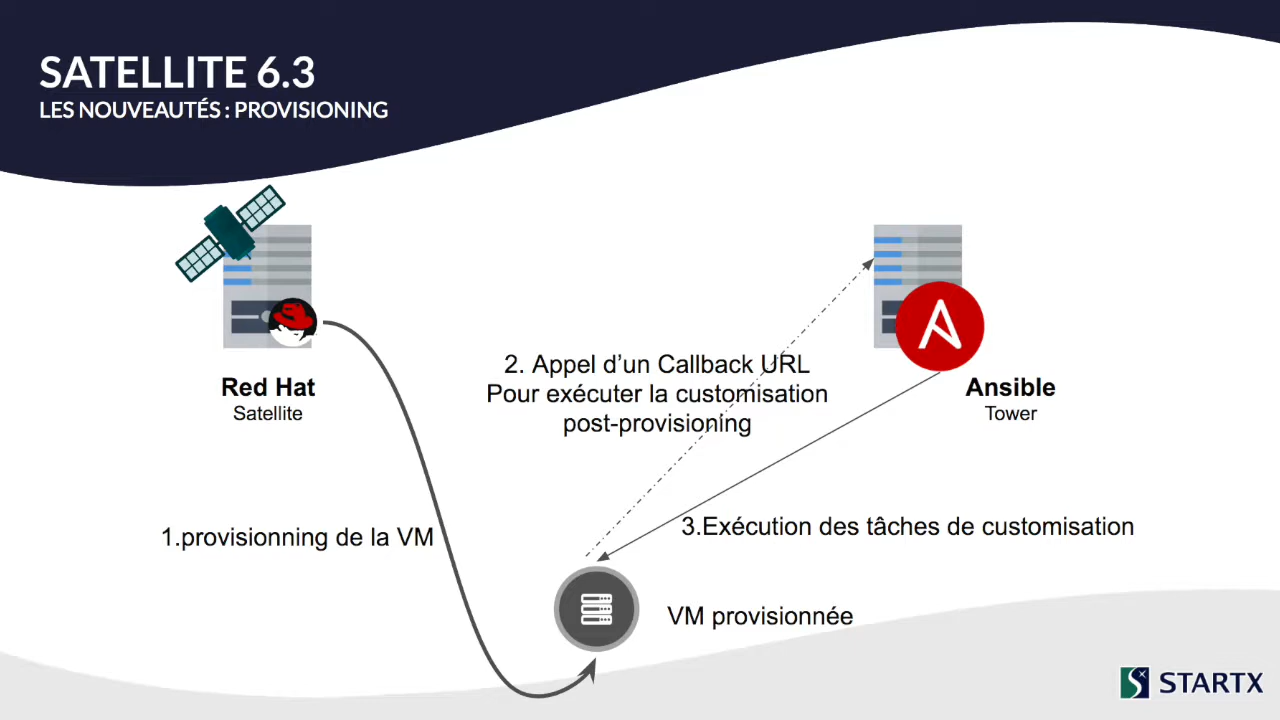 SATELLITE 6.3
LES NOUVEAUTÉS : PROVISIONING
Red Hat
Satellite
2. Appel d’un Callback URL
Pour exécuter la customisation
post-provisioning
Ansible
Tower
1.provisionning de la VM
3.Exécution des tâches de customisation
VM provisionnée
STARTX